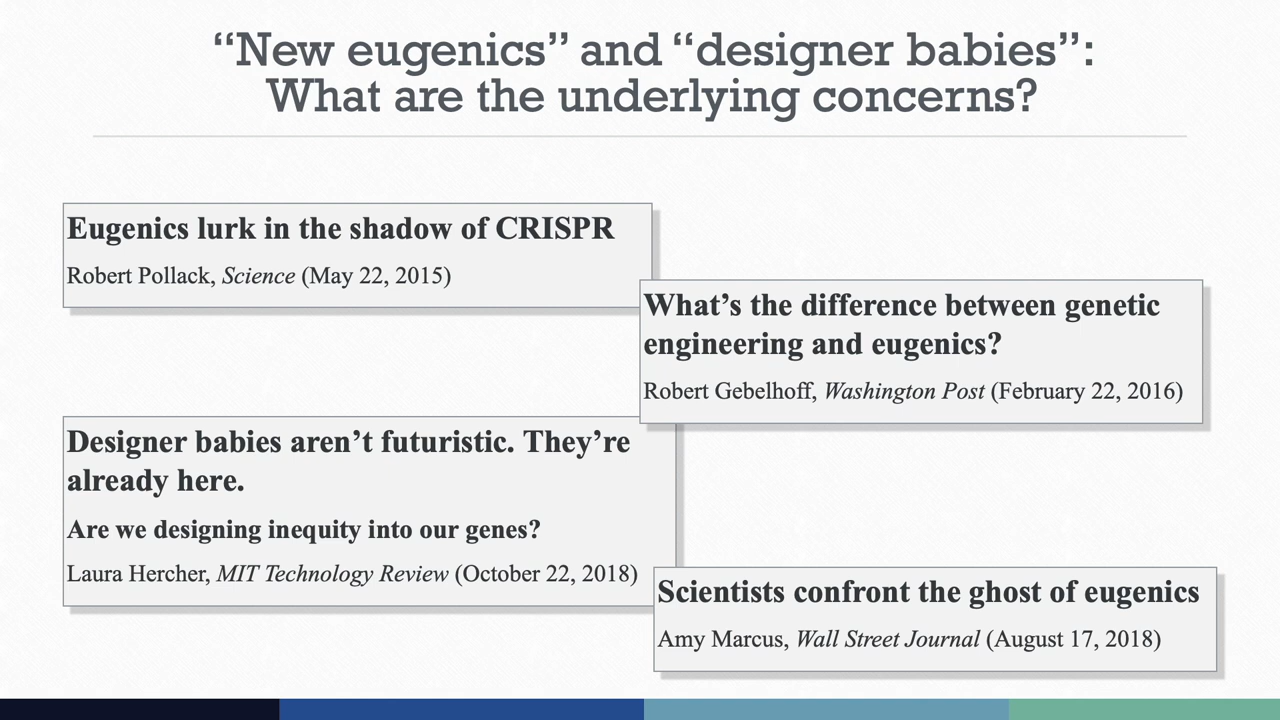 “New eugenics” and “designer babies”:
What are the underlying concerns?
Eugenics lurk in the shadow of CRISPR
Robert Pollack, Science (May 22, 2015)
What’s the difference between genetic
engineering and eugenics?
Robert Gebelhoff, Washington Post (February 22, 2016)
Designer babies aren’t futuristic. They’re
already here.
Are we designing inequity into our genes?
Laura Hercher, MIT Technology Review (October 22, 2018)
Scientists confront the ghost of eugenics
Amy Marcus, Wall Street Journal (August 17, 2018)